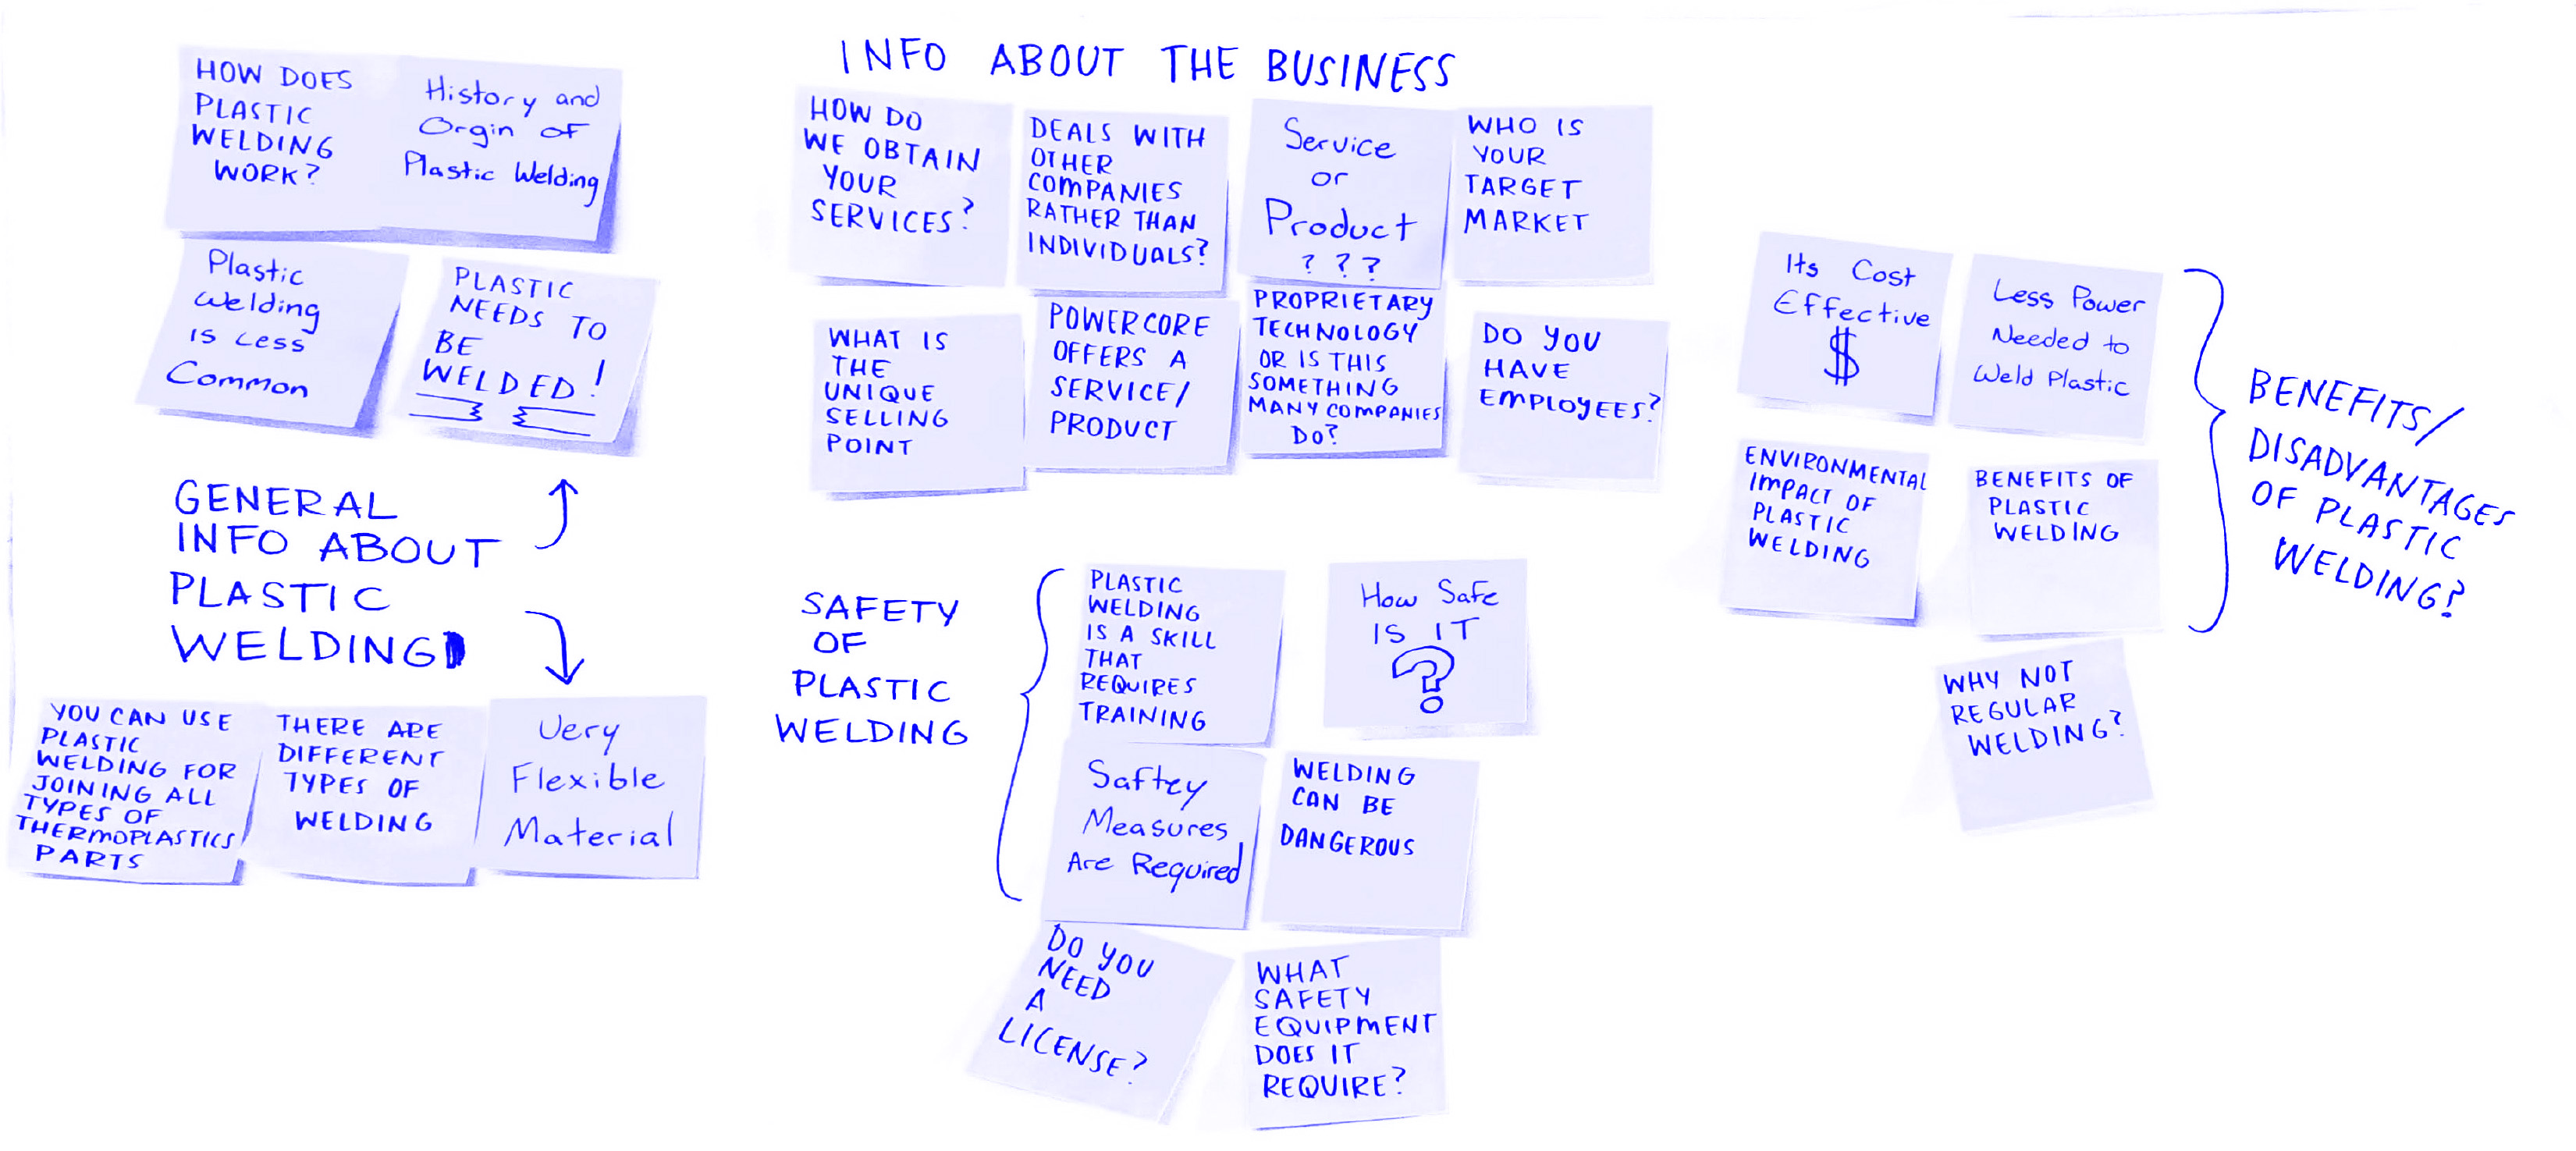 HOW DOES
PLASTIC
WELDING
WORK?
History and
Orgin of
Plastic Welding
Plastic
Welding
is Less
Common
PLASTIC
NEEDS TO
BE
WELDED!
GENERAL
INFO ABOUT
PLASTIC
WELDING
YOU CAN USE
PLASTIC
WELDING FOR
JOINING ALL
TYPES OF
THERMOPLASTICS
PARTS
THERE ARE
DIFFERENT
TYPES OF
WELDING
Very
Flexible
Material
INFO ABOUT THE BUSINESS
HOW DO
WE OBTAIN
YOUR
SERVICES?
DEALS WITH
OTHER
COMPANIES
RATHER THAN
INDIVIDUALS?
Service
or
Product
???
WHO IS
YOUR
TARGET
MARKET
WHAT IS
THE
UNIQUE
SELLING
POINT
POWERCORE
OFFERS A
SERVICE/
PRODUCT
PROPRIETARY
TECHNOLOGY
OR IS THIS
SOMETHING
MANY COMPANIES
DO?
DO YOU
HAVE
EMPLOYEES?
SAFETY
OF
PLASTIC
WELDING
PLASTIC
WELDING
IS A SKILL
THAT
REQUIRES
TRAINING
How Safe
IS IT
?
Saftey
Measures
Are Required
WELDING
CAN BE
DANGEROUS
DO YOU
NEED
A
LICENSE?
WHAT
SAFETY
EQUIPMENT
DOES IT
REQUIRE?
Its Cost
Effective
$
Less Power
Needed to
Weld Plastic
ENVIRONMENTAL
IMPACT OF
PLASTIC
WELDING
BENEFITS OF
PLASTIC
WELDING
WHY NOT
REGULAR
WELDING?
BENEFITS/
DISADVANTAGES
OF PLASTIC
WELDING?